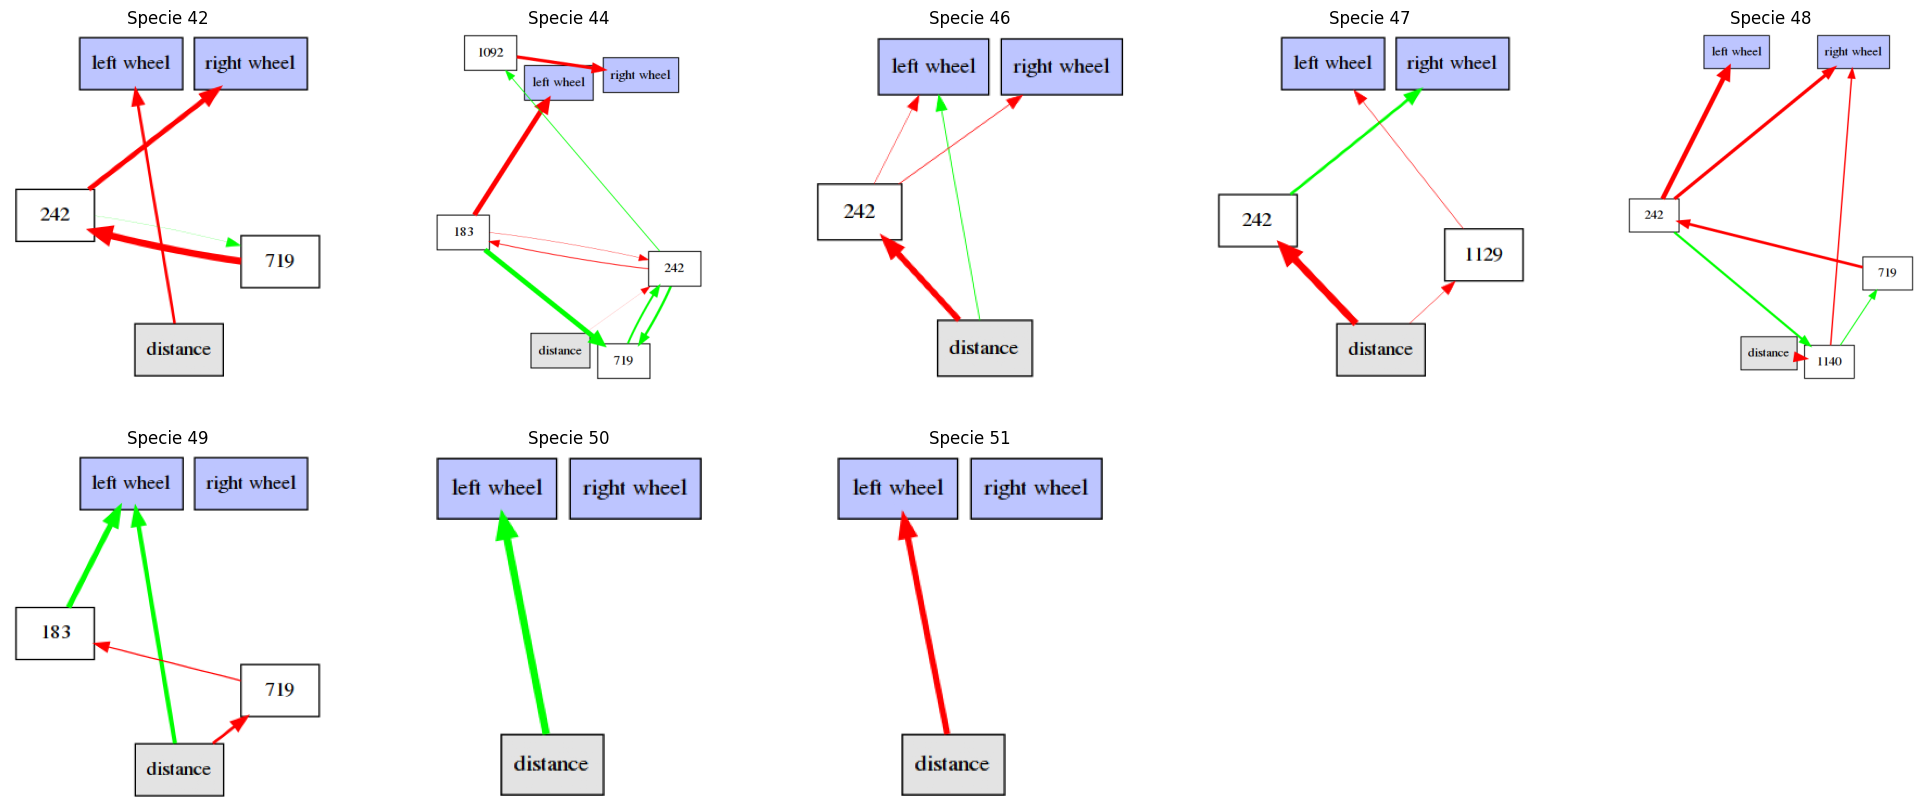 Specie 42
left wheel
right wheel
242
719
distance
Specie 44
1092
left wheel
right wheel
183
242
distance
719
Specie 46
left wheel
right wheel
242
distance
Specie 47
left wheel
right wheel
242
1129
distance
Specie 48
left wheel
right wheel
242
719
distance
1140
Specie 49
left wheel
right wheel
183
719
distance
Specie 50
left wheel
right wheel
distance
Specie 51
left wheel
right wheel
distance